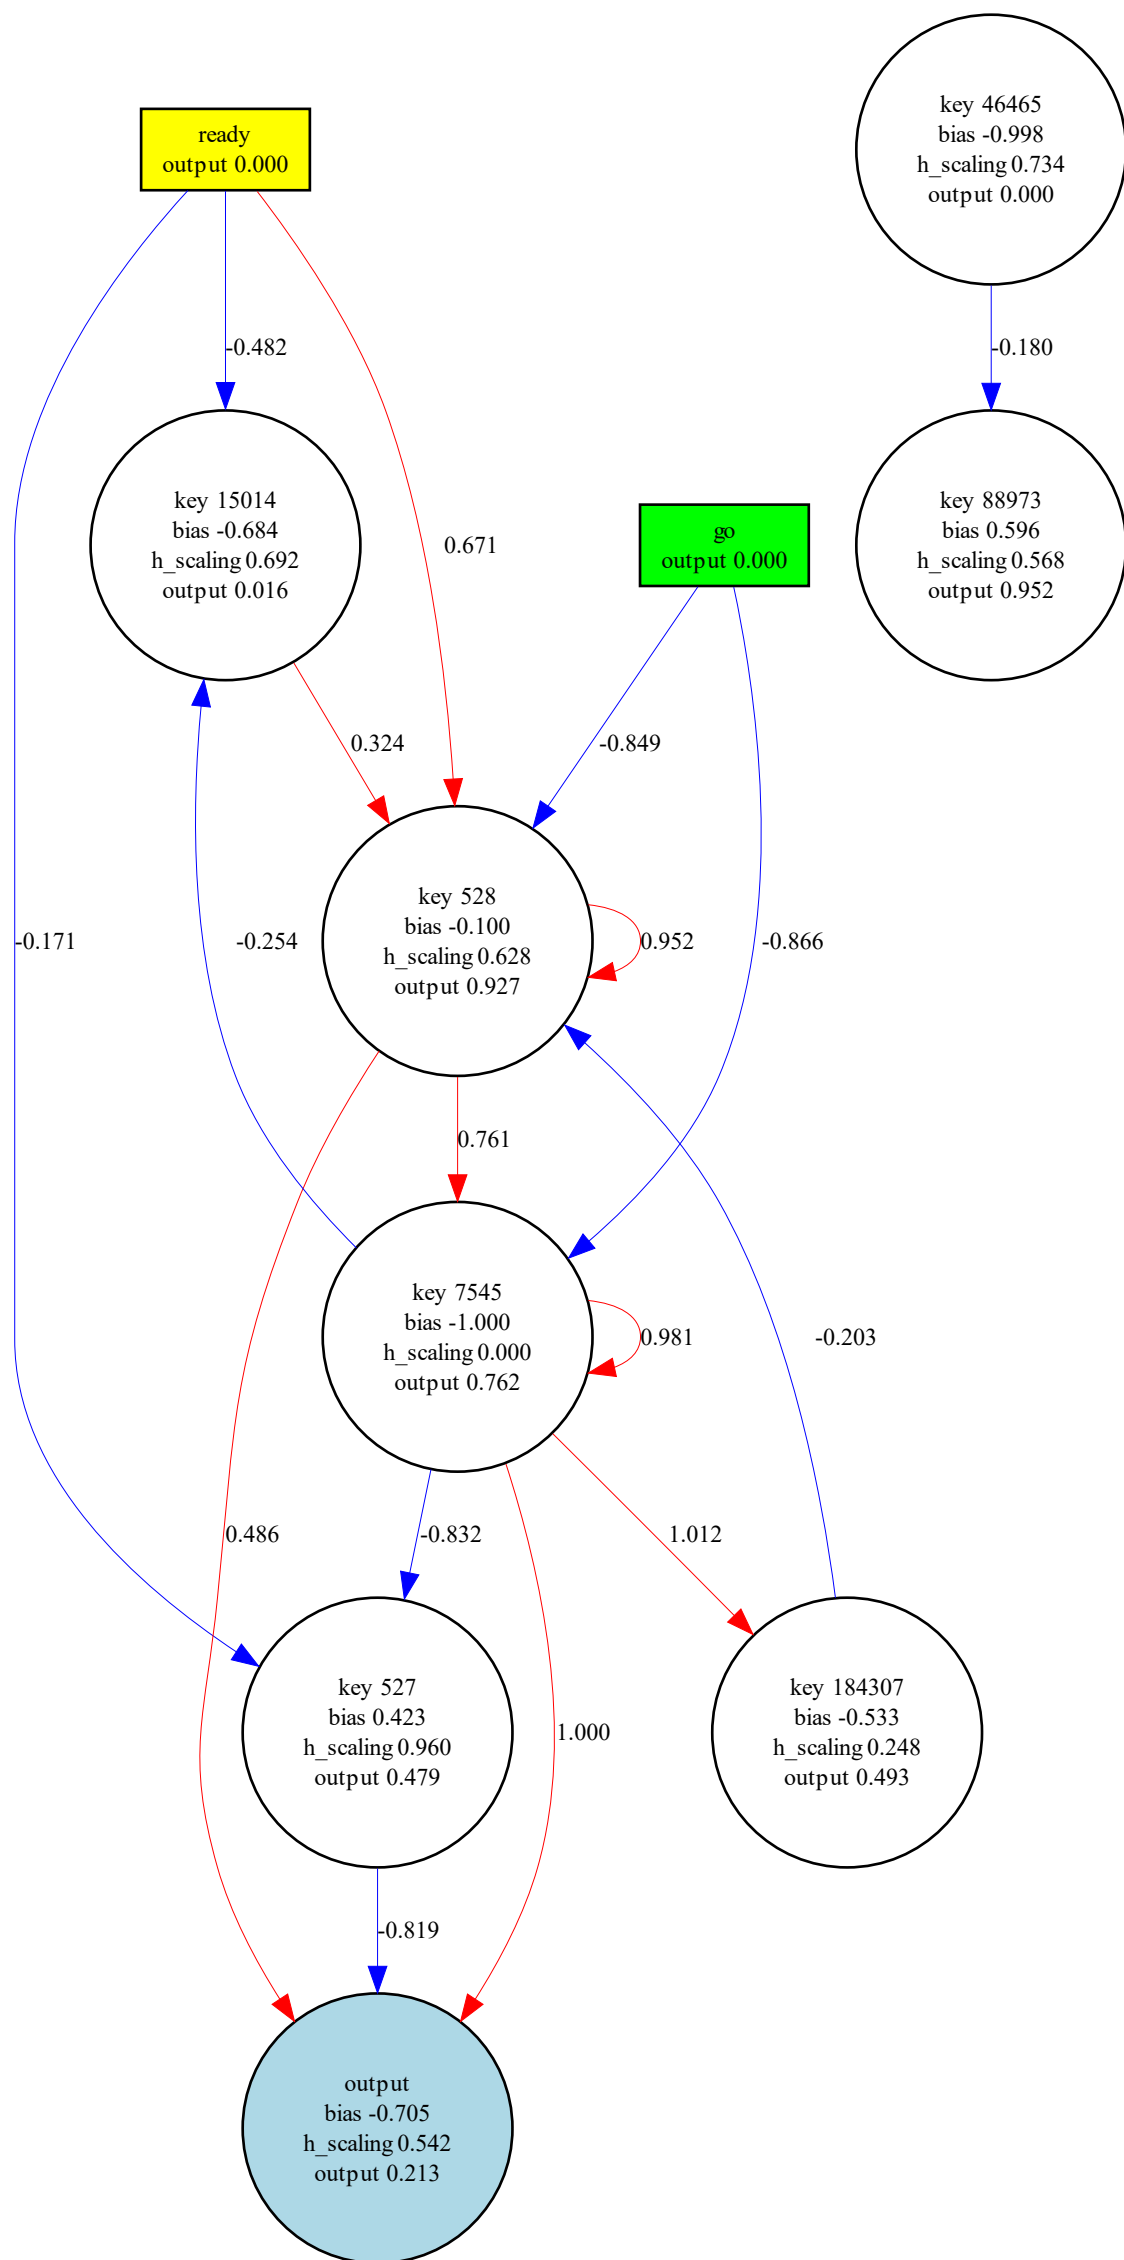 key 46465
bias -0.998
h_scaling 0.734
output 0.000
ready
output 0.000
-0.482
-0.180
key 15014
bias -0.684
h_scaling 0.692
output 0.016
0.671
go
output 0.000
key 88973
bias 0.596
h_scaling 0.568
output 0.952
0.324
-0.849
-0.171
-0.254
key 528
bias -0.100
h_scaling 0.628
output 0.927
0.952
-0.866
0.761
key 7545
bias -1.000
h_scaling 0.000
output 0.762
0.981
-0.203
0.486
-0.832
1.012
key 527
bias 0.423
h_scaling 0.960
output 0.479
1.000
key 184307
bias -0.533
h_scaling 0.248
output 0.493
-0.819
output
bias -0.705
h_scaling 0.542
output 0.213